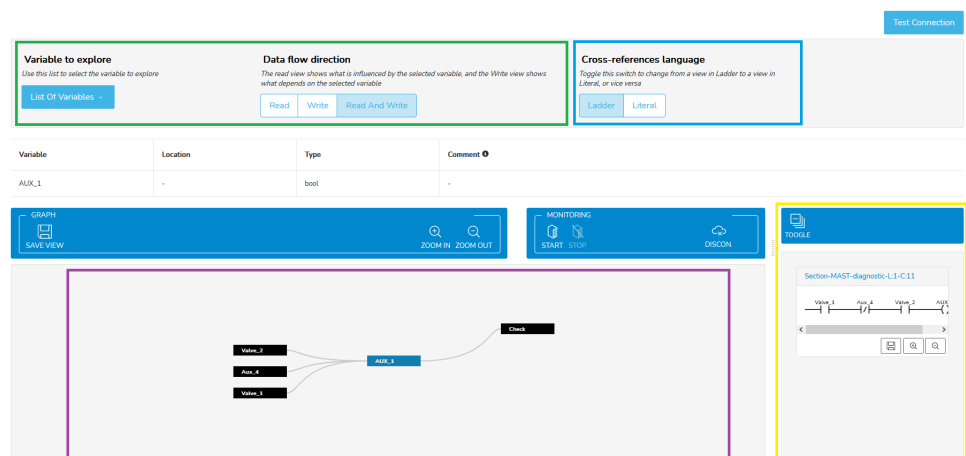 Test Connection
Variable to explore
Use this list to select the variable to explore
List Of Variables
Data flow direction
The read view shows what is influenced by the selected variable, and the Write view shows
what depends on the selected variable
Read Write Read And Write
Cross-references language
Toggle this switch to change from a view in Ladder to a view in
Literal, or vice versa
Ladder Literal
Variable Location Type Comment
AUX_1 - bool -
GRAPH
SAVE VIEW
ZOOM IN ZOOM OUT
MONITORING
START STOP
DISCON.
TOOGLE
Section-MAST-diagnostic-L:1-C:11
Valve_1 Aux_4 Valve_2 AUX
Check
Valve_2
AUX_1
Aux_4
Valve_1